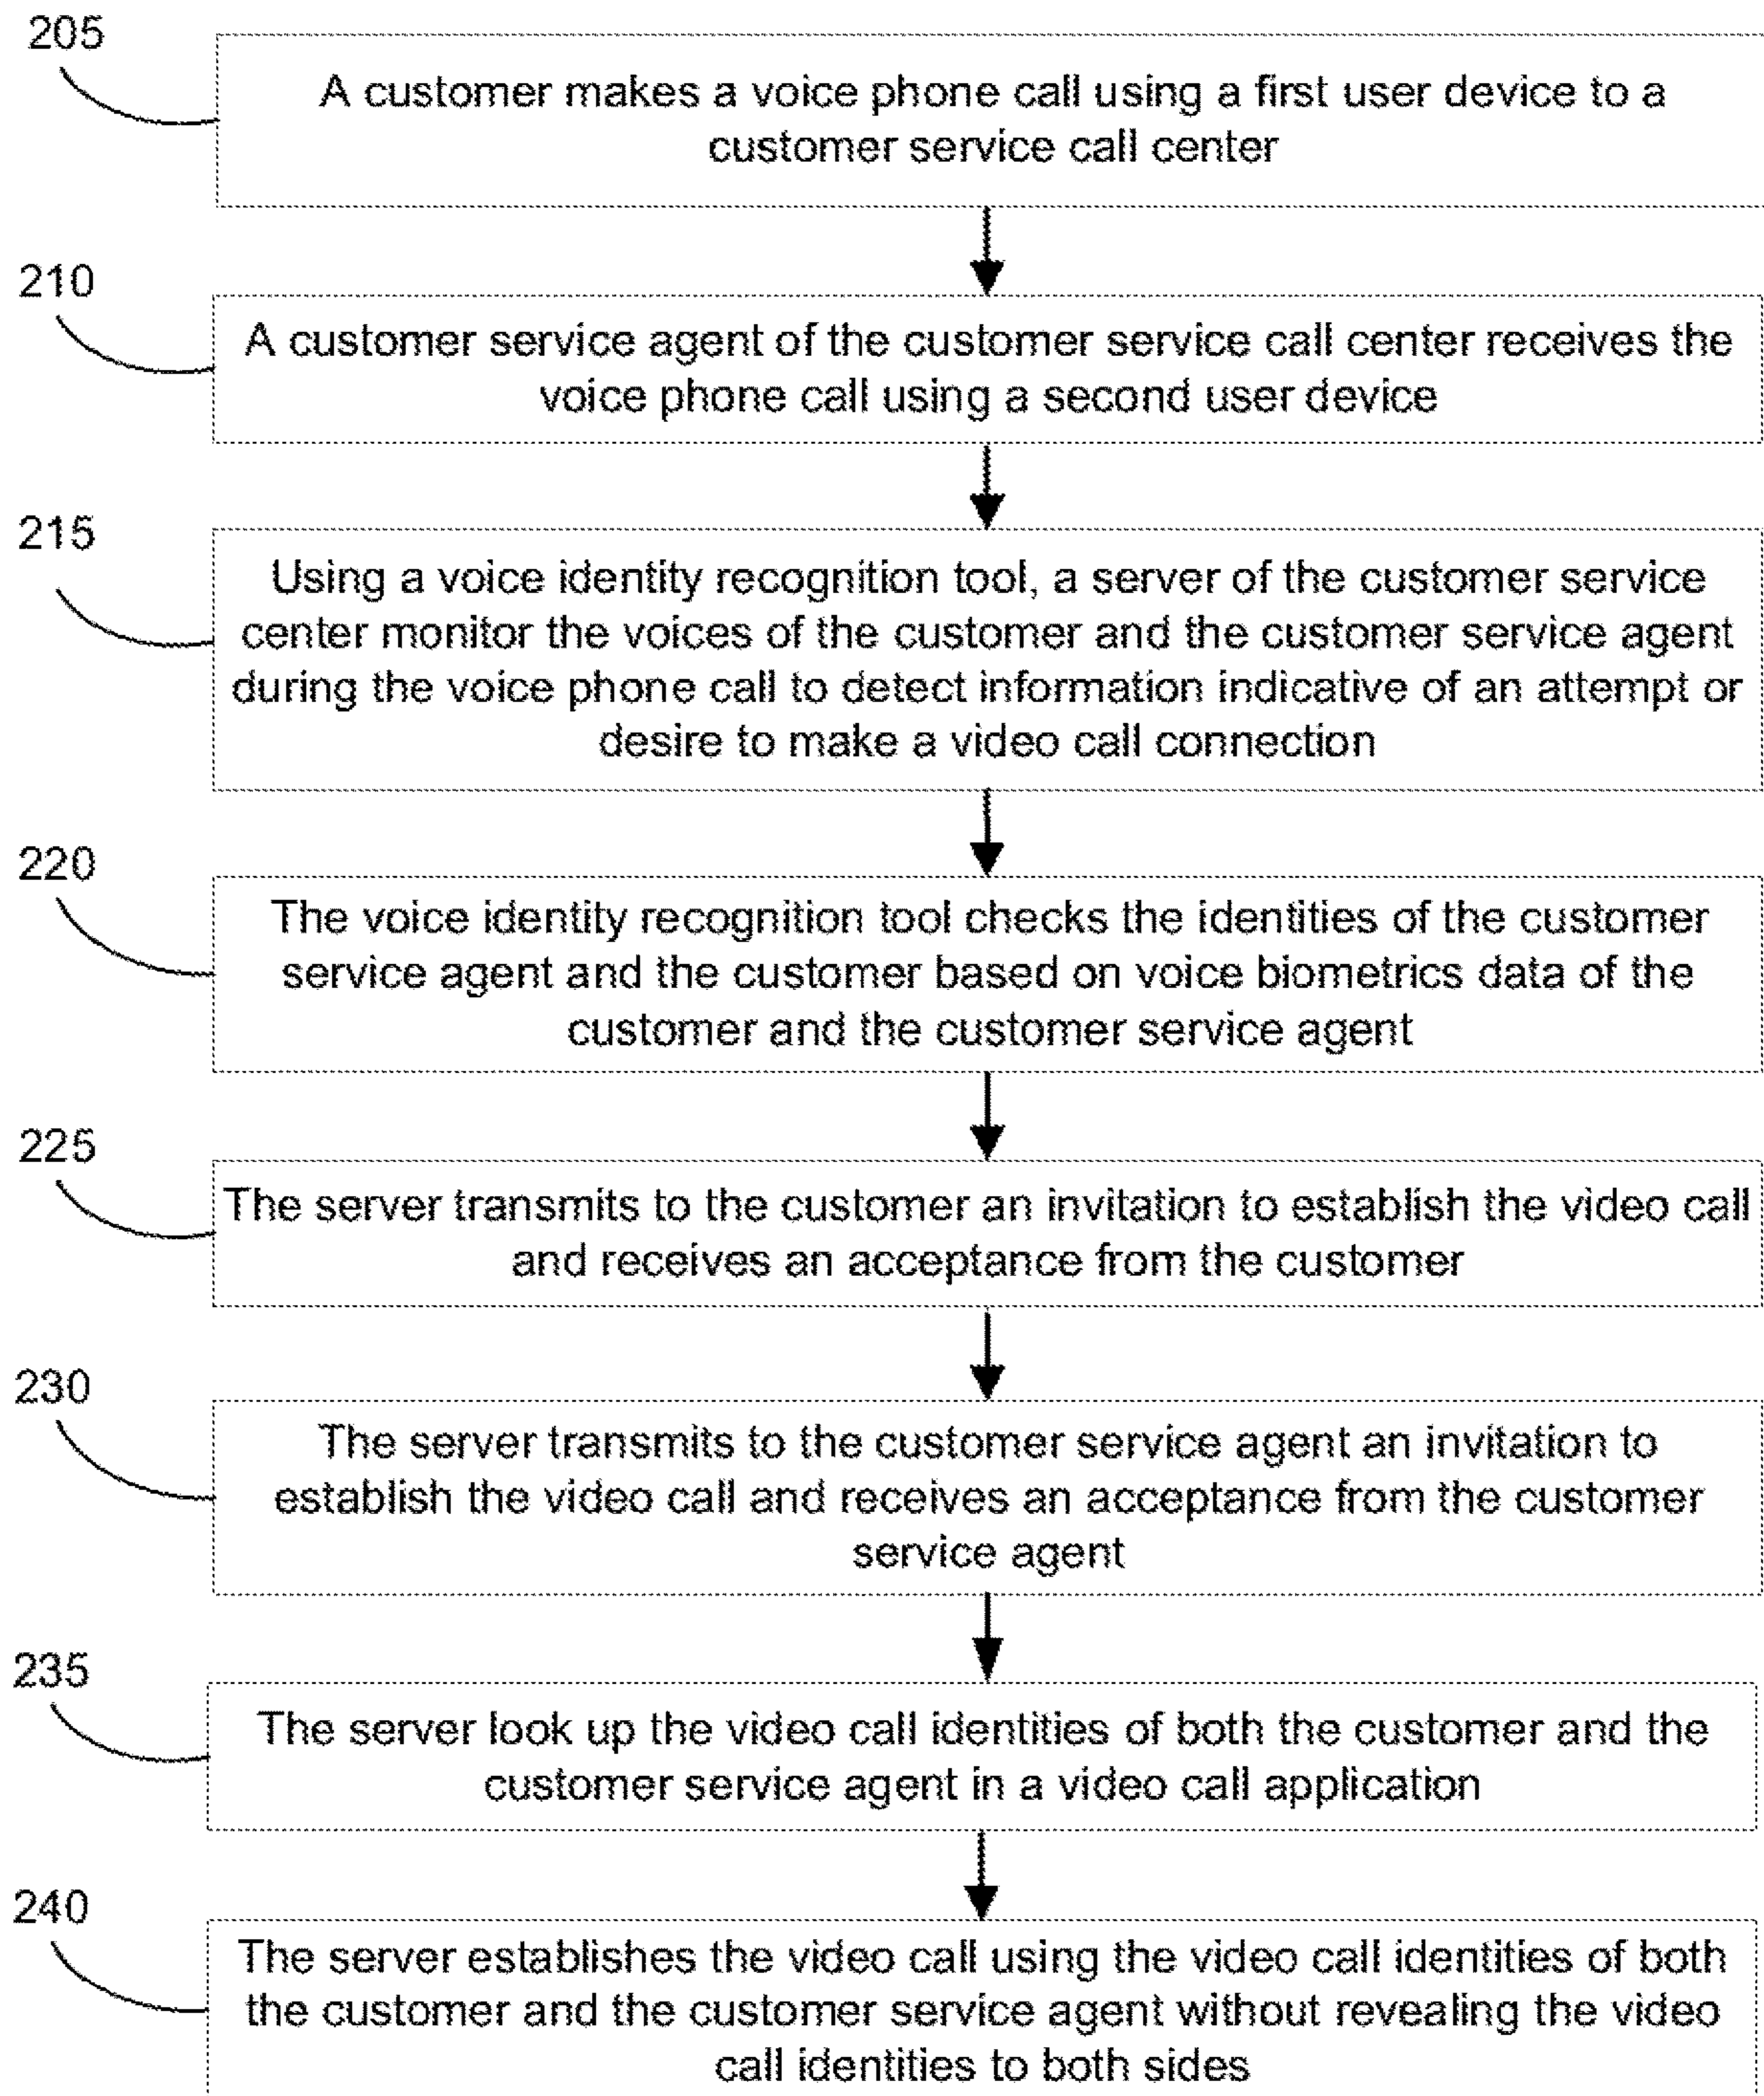 205
A customer makes a voice phone call using a first user device to a
customer service call center
210
A customer service agent of the customer service call center receives the
voice phone call using a second user device
215
Using a voice identity recognition tool, a server of the customer service
center monitor the voices of the customer and the customer service agent
during the voice phone call to detect information indicative of an attempt or
desire to make a video call connection
220
The voice identity recognition tool checks the identities of the customer
service agent and the customer based on voice biometrics data of the
customer and the customer service agent
225
The server transmits to the customer an invitation to establish the video call
and receives an acceptance from the customer
230
The server transmits to the customer service agent an invitation to
establish the video call and receives an acceptance from the customer
service agent
235
The server look up the video call identities of both the customer and the
customer service agent in a video call application
240
The server establishes the video call using the video call identities of both
the customer and the customer service agent without revealing the video
call identities to both sides